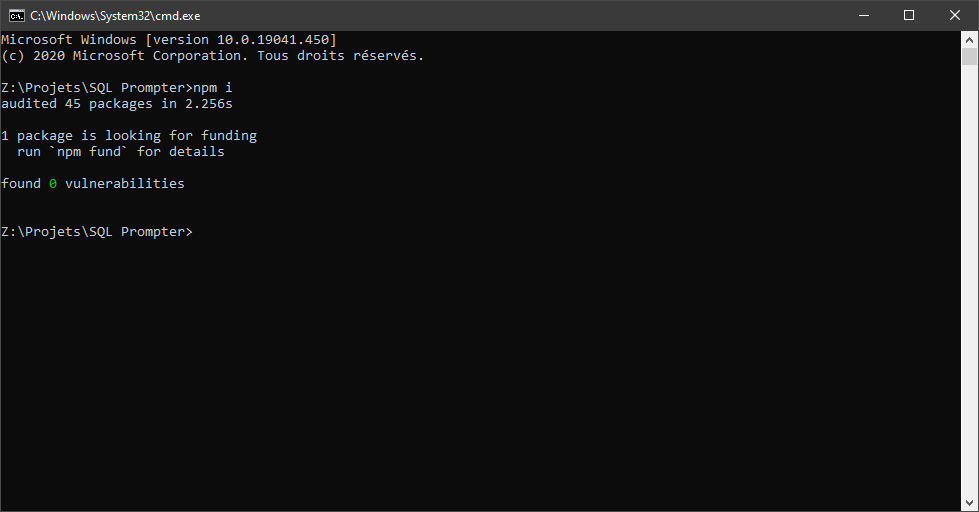 C:\Windows\System32\cmd.exe
Microsoft Windows [version 10.0.19041.450]
(c) 2020 Microsoft Corporation. Tous droits réservés.
Z:\Projets\SQL Prompter>npm i
audited 45 packages in 2.256s
1 package is looking for funding
  run `npm fund` for details
found 0 vulnerabilities
Z:\Projets\SQL Prompter>